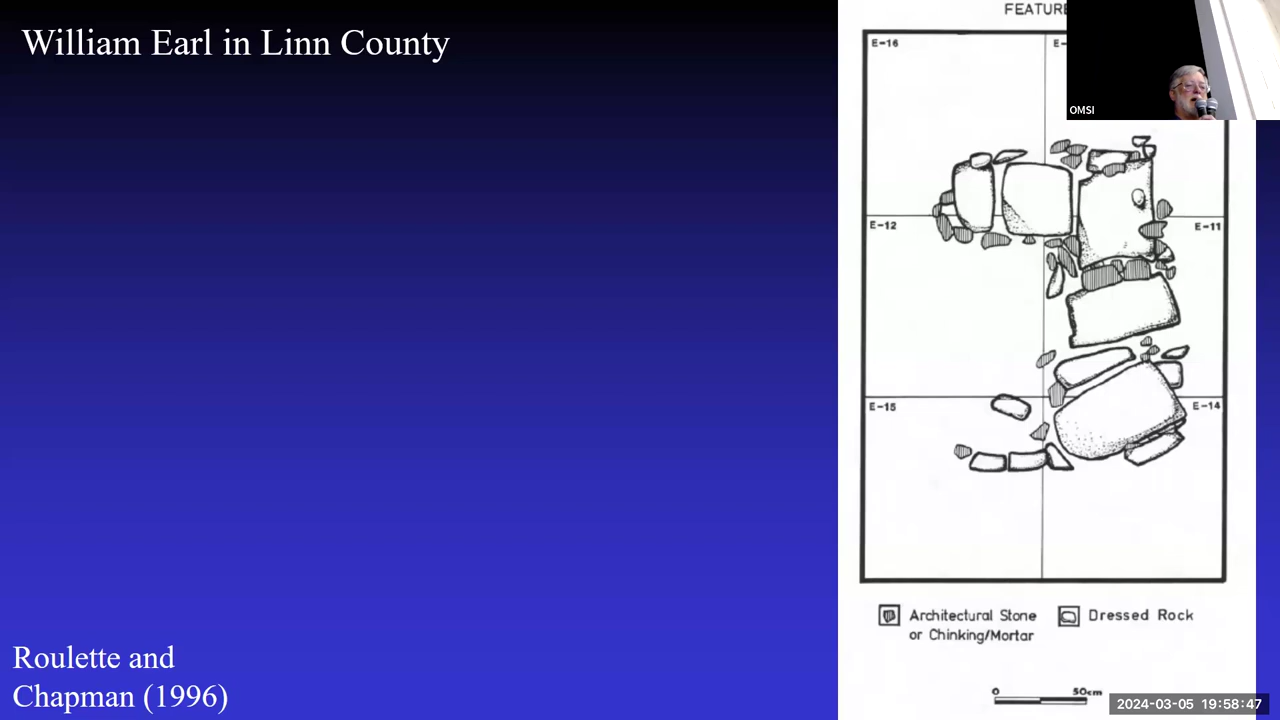 William Earl in Linn County
FEATURE
E-16
E-
OMSI
E-12
E-11
E-15
E-14
Architectural Stone
or Chinking/Mortar
Dressed Rock
0
50cm
Roulette and
Chapman (1996)
2024-03-05 19:58:47